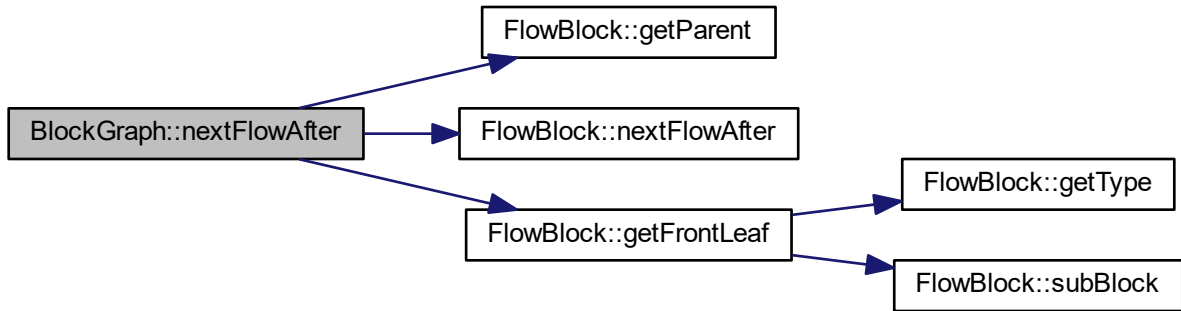 FlowBlock::getParent
BlockGraph::nextFlowAfter
FlowBlock::nextFlowAfter
FlowBlock::getType
FlowBlock::getFrontLeaf
FlowBlock::subBlock